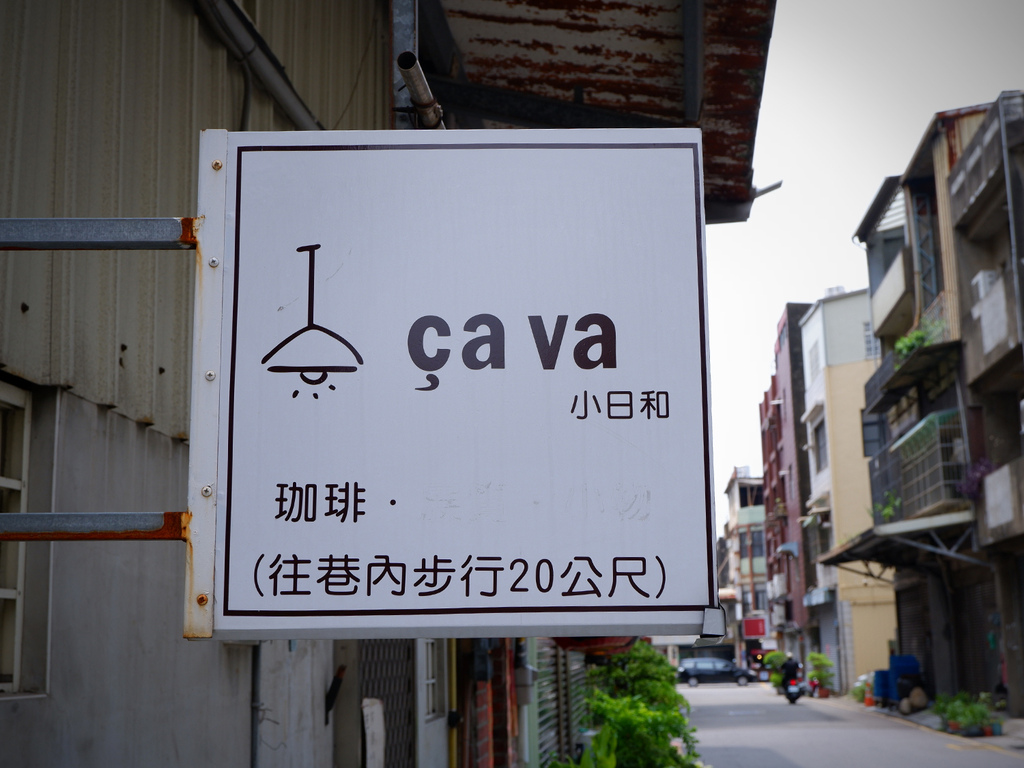 ça va
小日和
珈琲·
(往巷內步行20公尺)